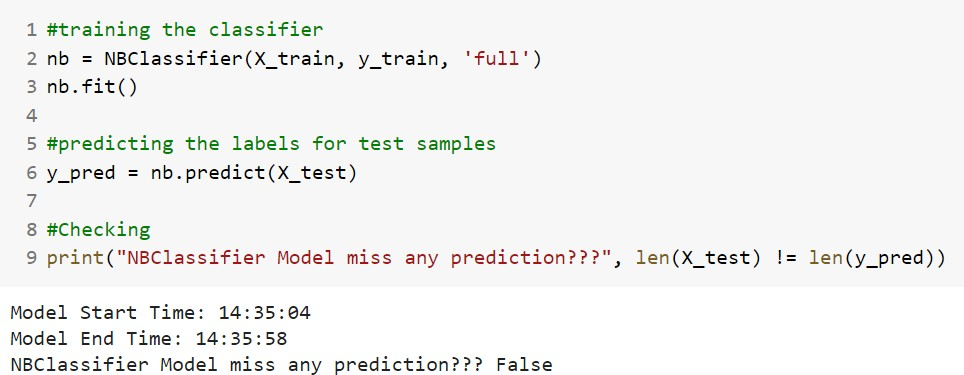 1 #training the classifier
2 nb = NBClassifier(X_train, y_train, 'full')
3 nb.fit()
4
5 #predicting the labels for test samples
6 y_pred = nb.predict(X_test)
7
8 #Checking
9 print("NBClassifier Model miss any prediction???", len(X_test) != len(y_pred))
Model Start Time: 14:35:04
Model End Time: 14:35:58
NBClassifier Model miss any prediction??? False